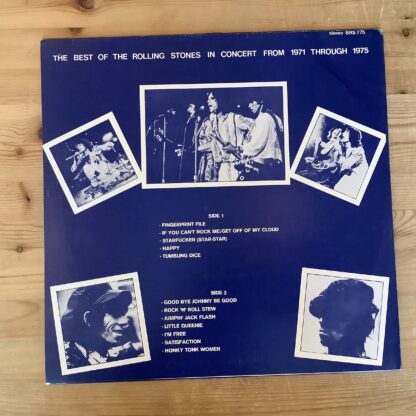 stereo BRS 775
THE BEST OF THE ROLLING STONES IN CONCERT FROM 1971 THROUGH 1975
SIDE 1
- FINGERPRINT FILE
- IF YOU CAN'T ROCK ME/GET OFF OF MY CLOUD
- STARFUCKER (STAR-STAR)
- HAPPY
- TUMBLING DICE
SIDE 2
- GOOD BYE JOHNNY BE GOOD
- ROCK 'N' ROLL STEW
- JUMPIN' JACK FLASH
- LITTLE QUEENIE
- I'M FREE
- SATISFACTION
- HONKY TONK WOMEN